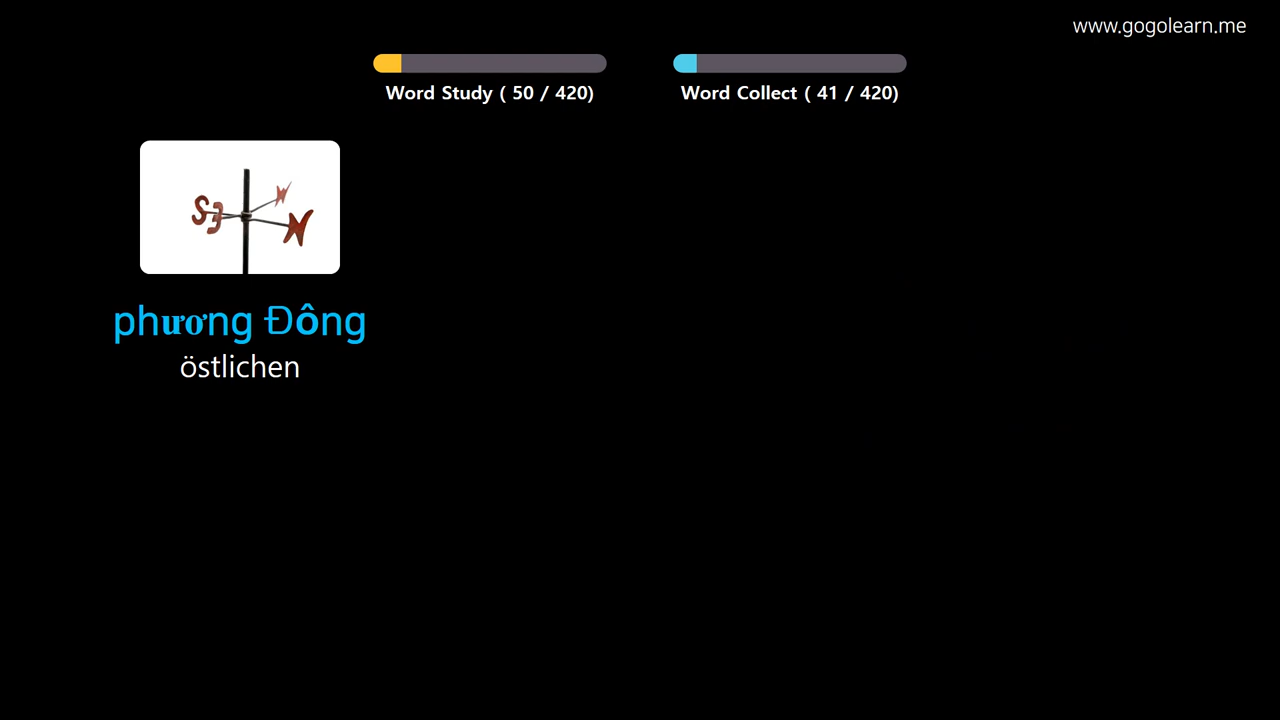 www.gogolearn.me
Word Study ( 50 / 420)
Word Collect ( 41 / 420)
S E W N
phương Đông
östlichen